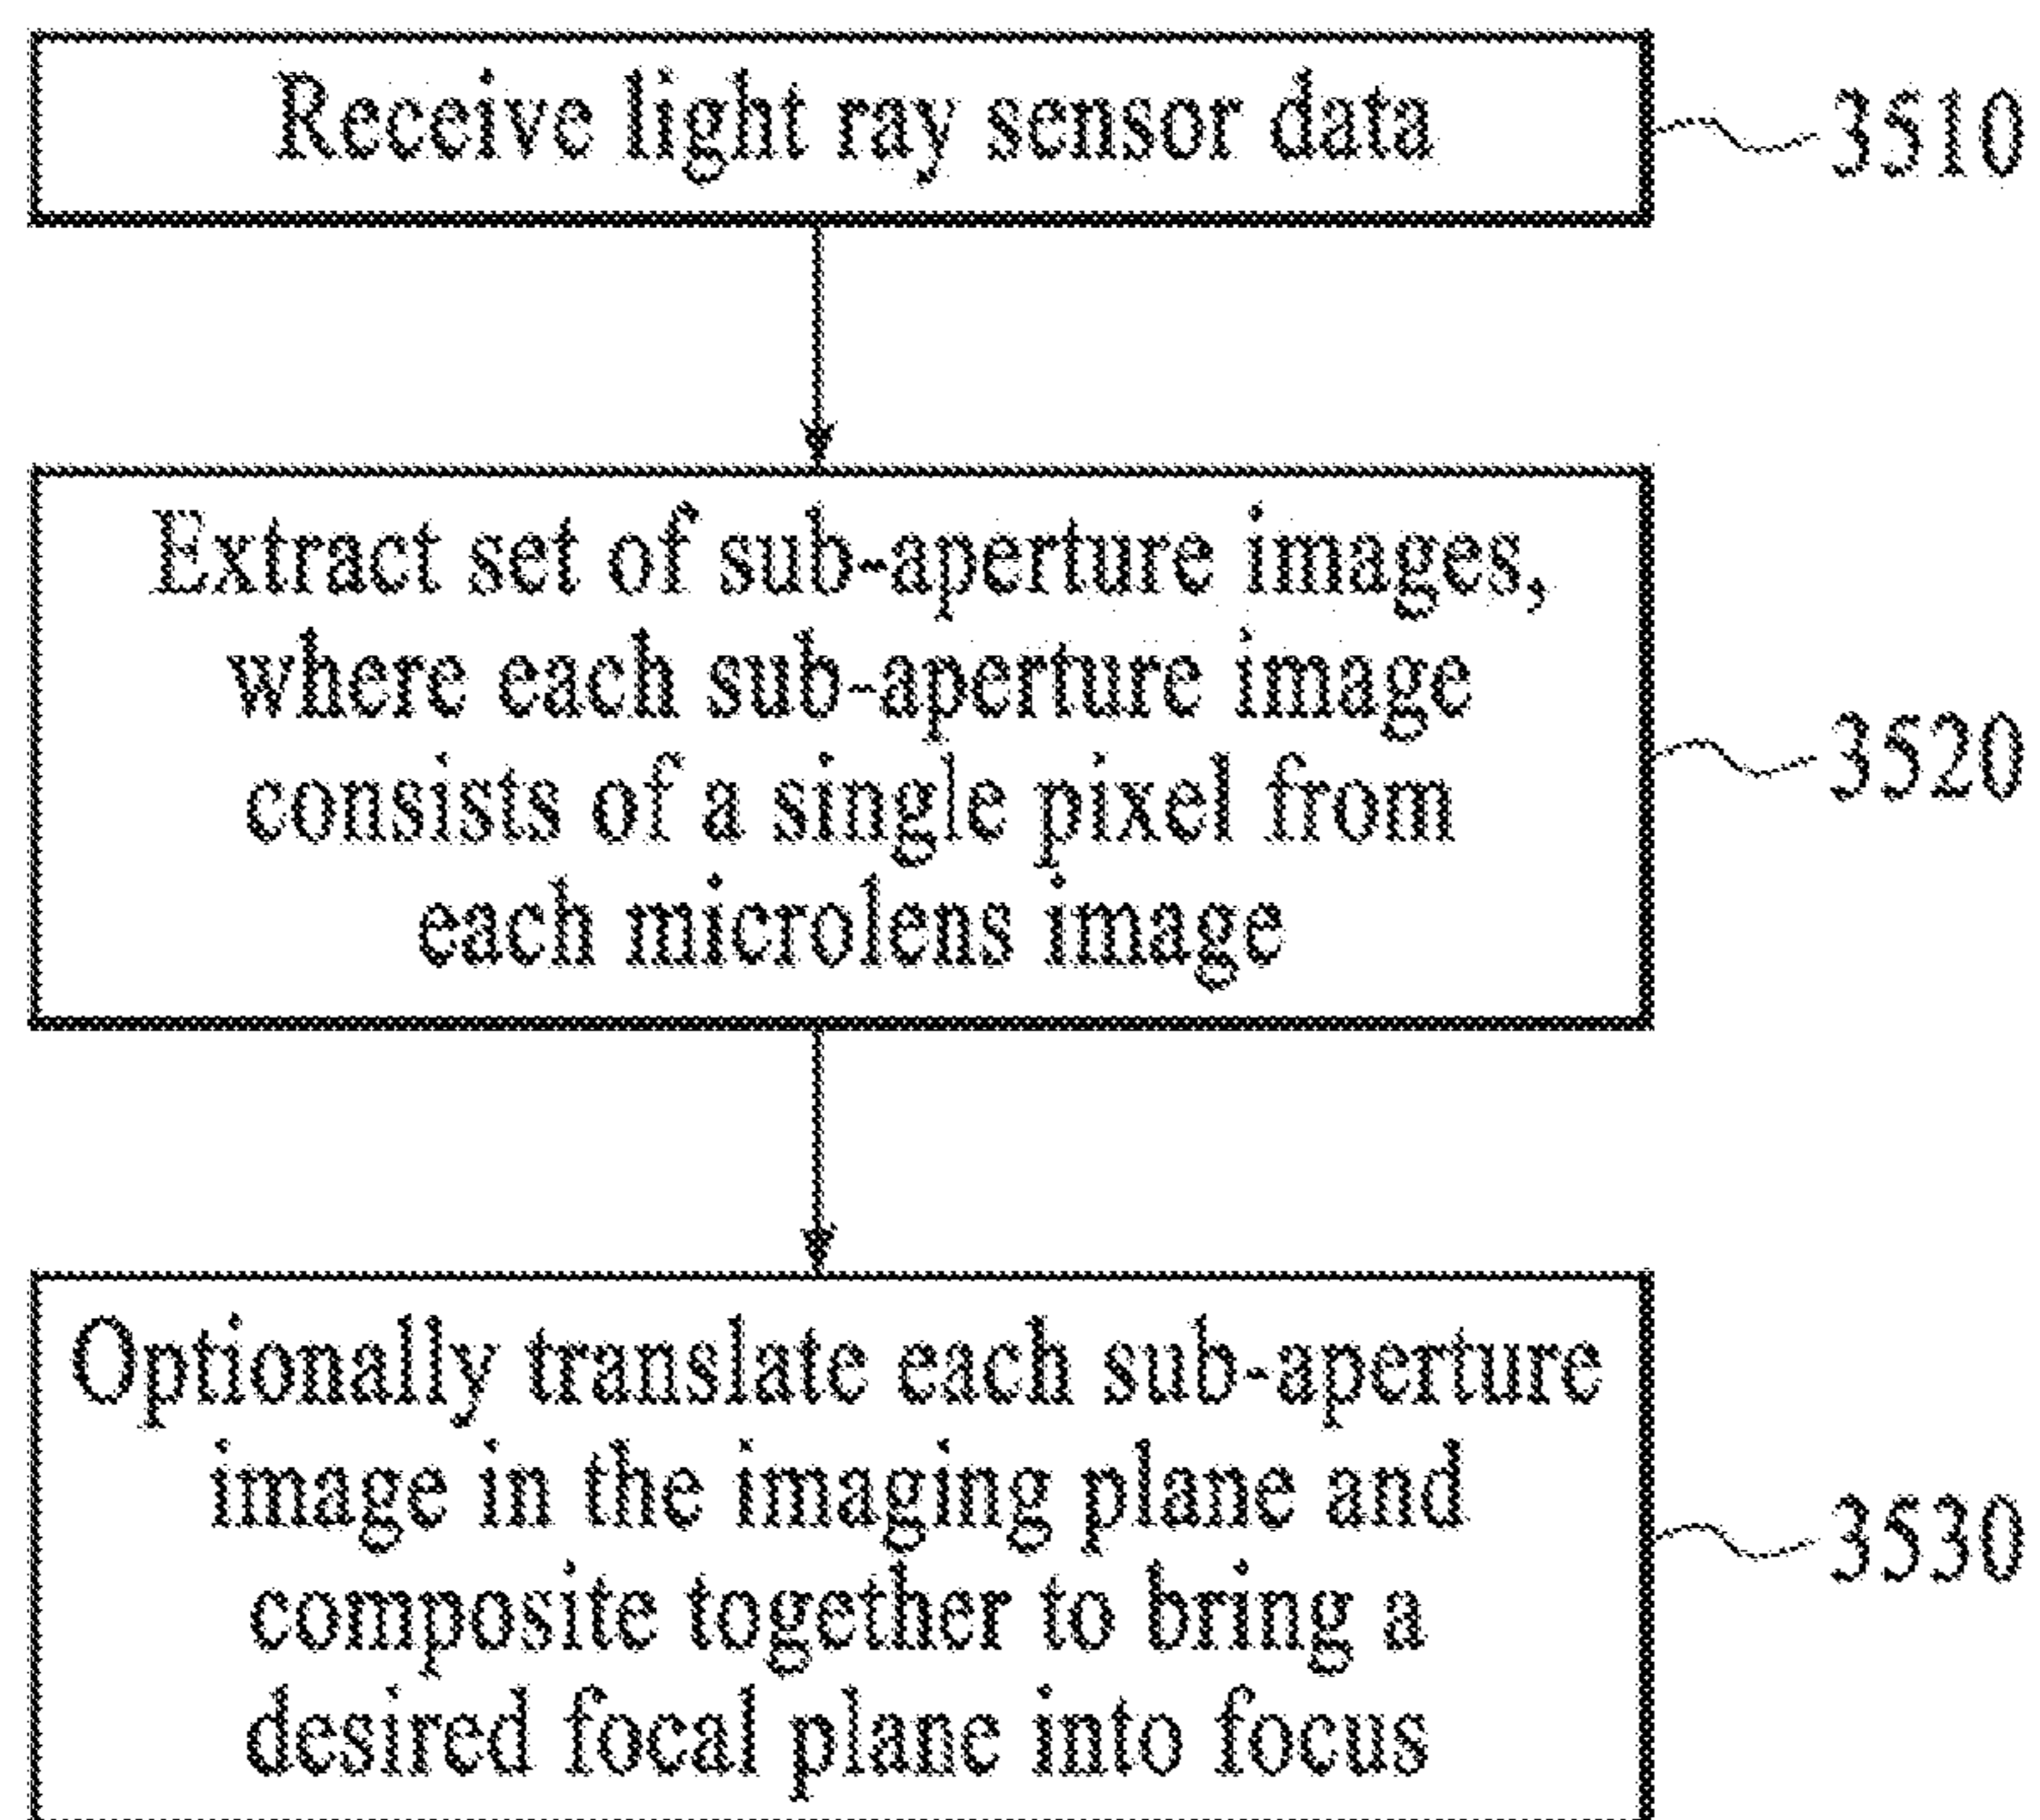 Receive light ray sensor data
3510
Extract set of sub-aperture images,
where each sub-aperture image
consists of a single pixel from
each microlens image
3520
Optionally translate each sub-aperture
image in the imaging plane and
composite together to bring a
desired focal plane into focus
3530